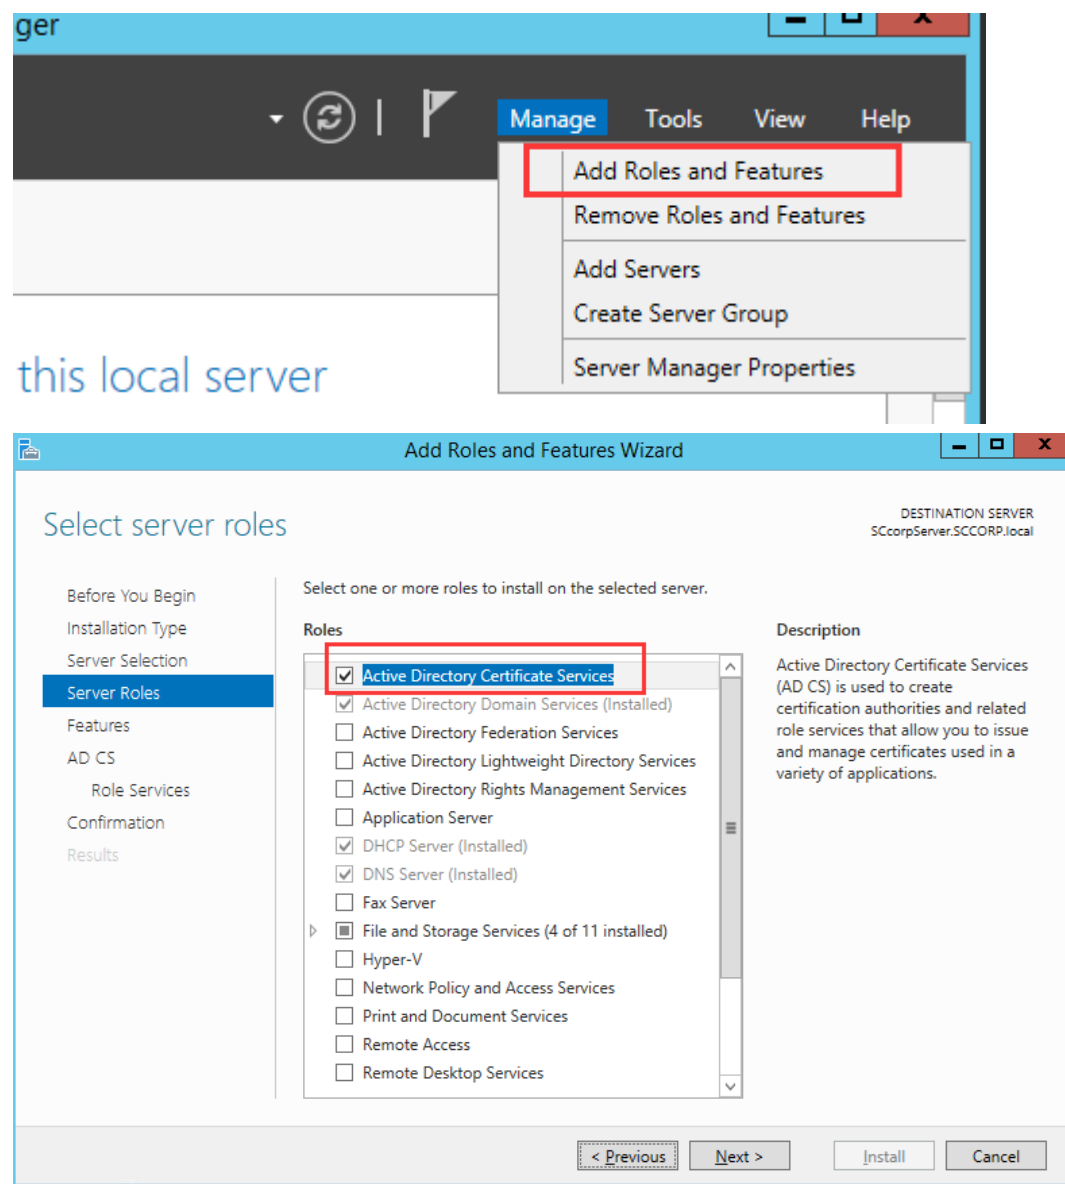 ger
Manage Tools View Help
Add Roles and Features
Remove Roles and Features
Add Servers
Create Server Group
Server Manager Properties
this local server
Add Roles and Features Wizard
Select server roles
DESTINATION SERVER
SCcorpServer.SCCORP.local
Before You Begin
Installation Type
Server Selection
Server Roles
Features
AD CS
Role Services
Confirmation
Results
Select one or more roles to install on the selected server.
Roles
Active Directory Certificate Services
Active Directory Domain Services (Installed)
Active Directory Federation Services
Active Directory Lightweight Directory Services
Active Directory Rights Management Services
Application Server
DHCP Server (Installed)
DNS Server (Installed)
Fax Server
File and Storage Services (4 of 11 installed)
Hyper-V
Network Policy and Access Services
Print and Document Services
Remote Access
Remote Desktop Services
Description
Active Directory Certificate Services
(AD CS) is used to create
certification authorities and related
role services that allow you to issue
and manage certificates used in a
variety of applications.
< Previous Next > Install Cancel